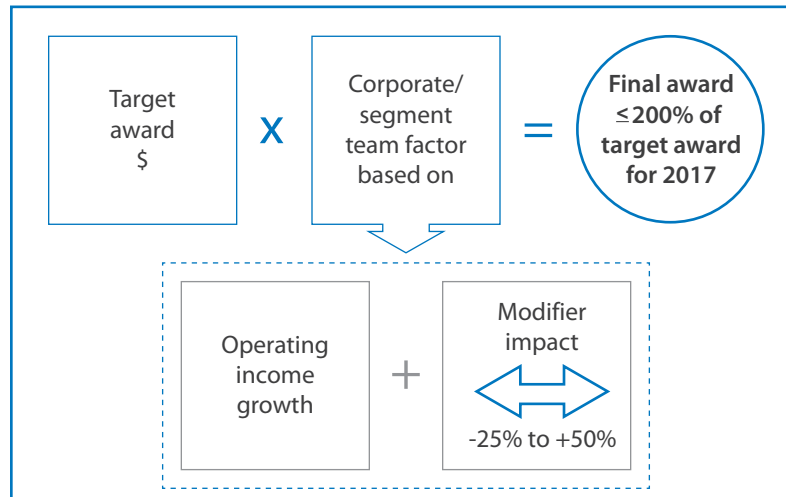 Target
award
$
x
Corporate/
segment
team factor
based on
=
Final award
≤200% of
target award
for 2017
Operating
income
growth
+
Modifier
impact
-25% to +50%